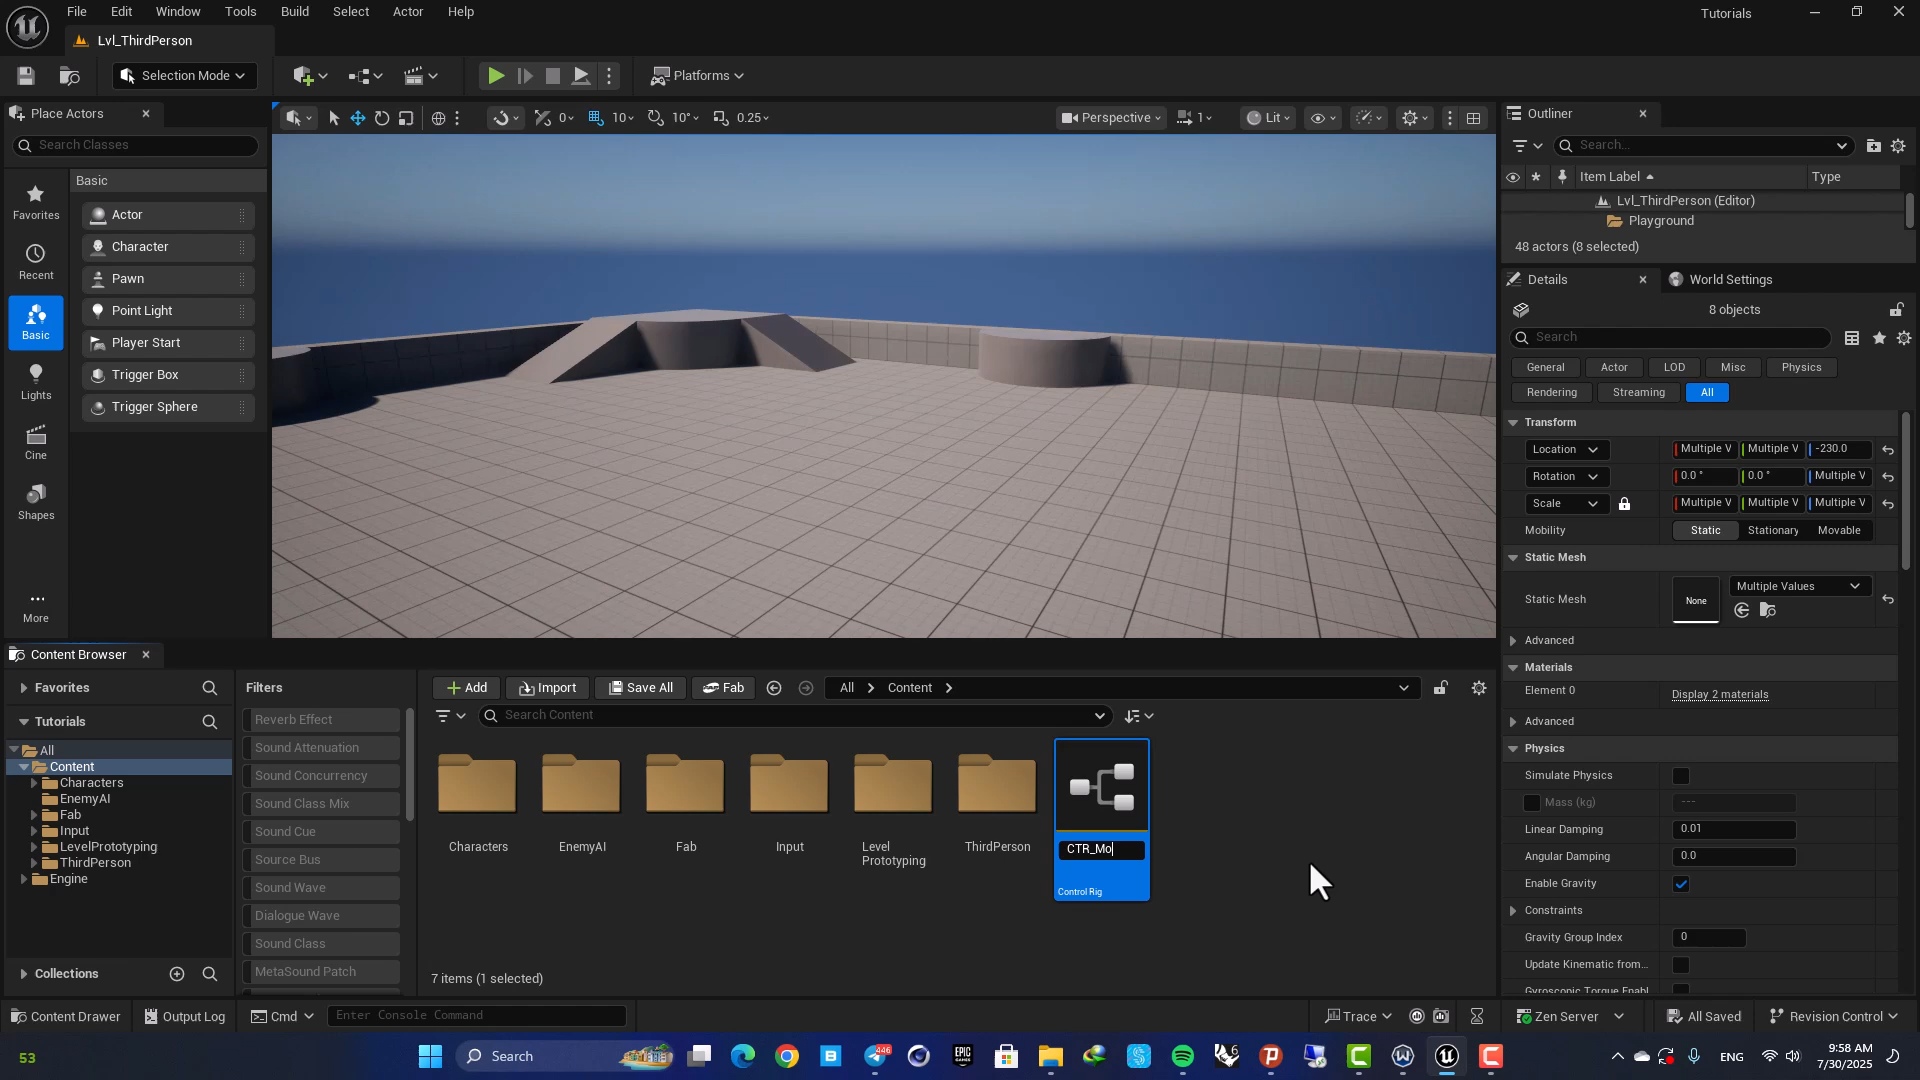 File Edit Window Tools Build Select Actor Help
Tutorials
Lvl_ThirdPerson
Selection Mode
Platforms
Place Actors
Search Classes
Basic
Favorites
Recent
Basic
Lights
Cine
Shapes
More
Actor
Character
Pawn
Point Light
Player Start
Trigger Box
Trigger Sphere
0
10
10°
0.25
Perspective
1
Lit
Outliner
Search...
Item Label
Type
Lvl_ThirdPerson (Editor)
Playground
48 actors (8 selected)
Details
World Settings
8 objects
Search
General Actor LOD Misc Physics
Rendering Streaming All
Transform
Location Multiple V Multiple V -230.0
Rotation 0.0 ° 0.0 ° Multiple V
Scale Multiple V Multiple V Multiple V
Mobility Static Stationary Movable
Static Mesh
Static Mesh None Multiple Values
Advanced
Materials
Element 0 Display 2 materials
Advanced
Physics
Simulate Physics
Mass (kg) ---
Linear Damping 0.01
Angular Damping 0.0
Enable Gravity
Constraints
Gravity Group Index 0
Update Kinematic from...
Gyroscopic Torque Enabl
Content Browser
Favorites
Tutorials
All
Content
Characters
EnemyAI
Fab
Input
LevelPrototyping
ThirdPerson
Engine
Collections
Filters
Reverb Effect
Sound Attenuation
Sound Concurrency
Sound Class Mix
Sound Cue
Source Bus
Sound Wave
Dialogue Wave
Sound Class
MetaSound Patch
Add Import Save All Fab All Content
Search Content
Characters
EnemyAI
Fab
Input
Level
Prototyping
ThirdPerson
CTR_Mo
Control Rig
7 items (1 selected)
Content Drawer Output Log Cmd Enter Console Command
Trace Zen Server All Saved Revision Control
53
Search
446
EPIC
GAMES
6
ENG
9:58 AM
7/30/2025